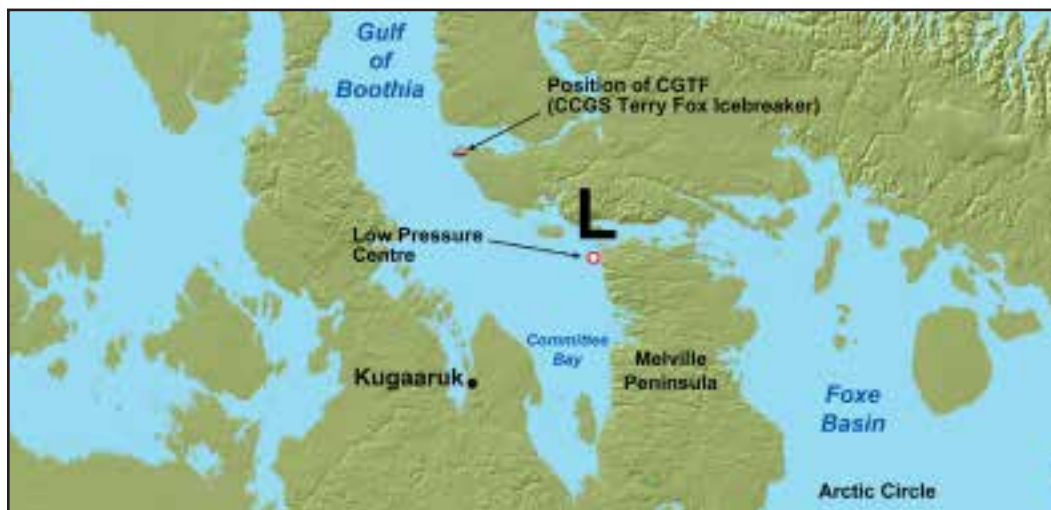 Gulf
of
Boothia
Position of CGTF
(CCGS Terry Fox Icebreaker)
L
Low Pressure
Centre
Committee
Bay
Kugaaruk
Melville
Peninsula
Foxe
Basin
Arctic Circle